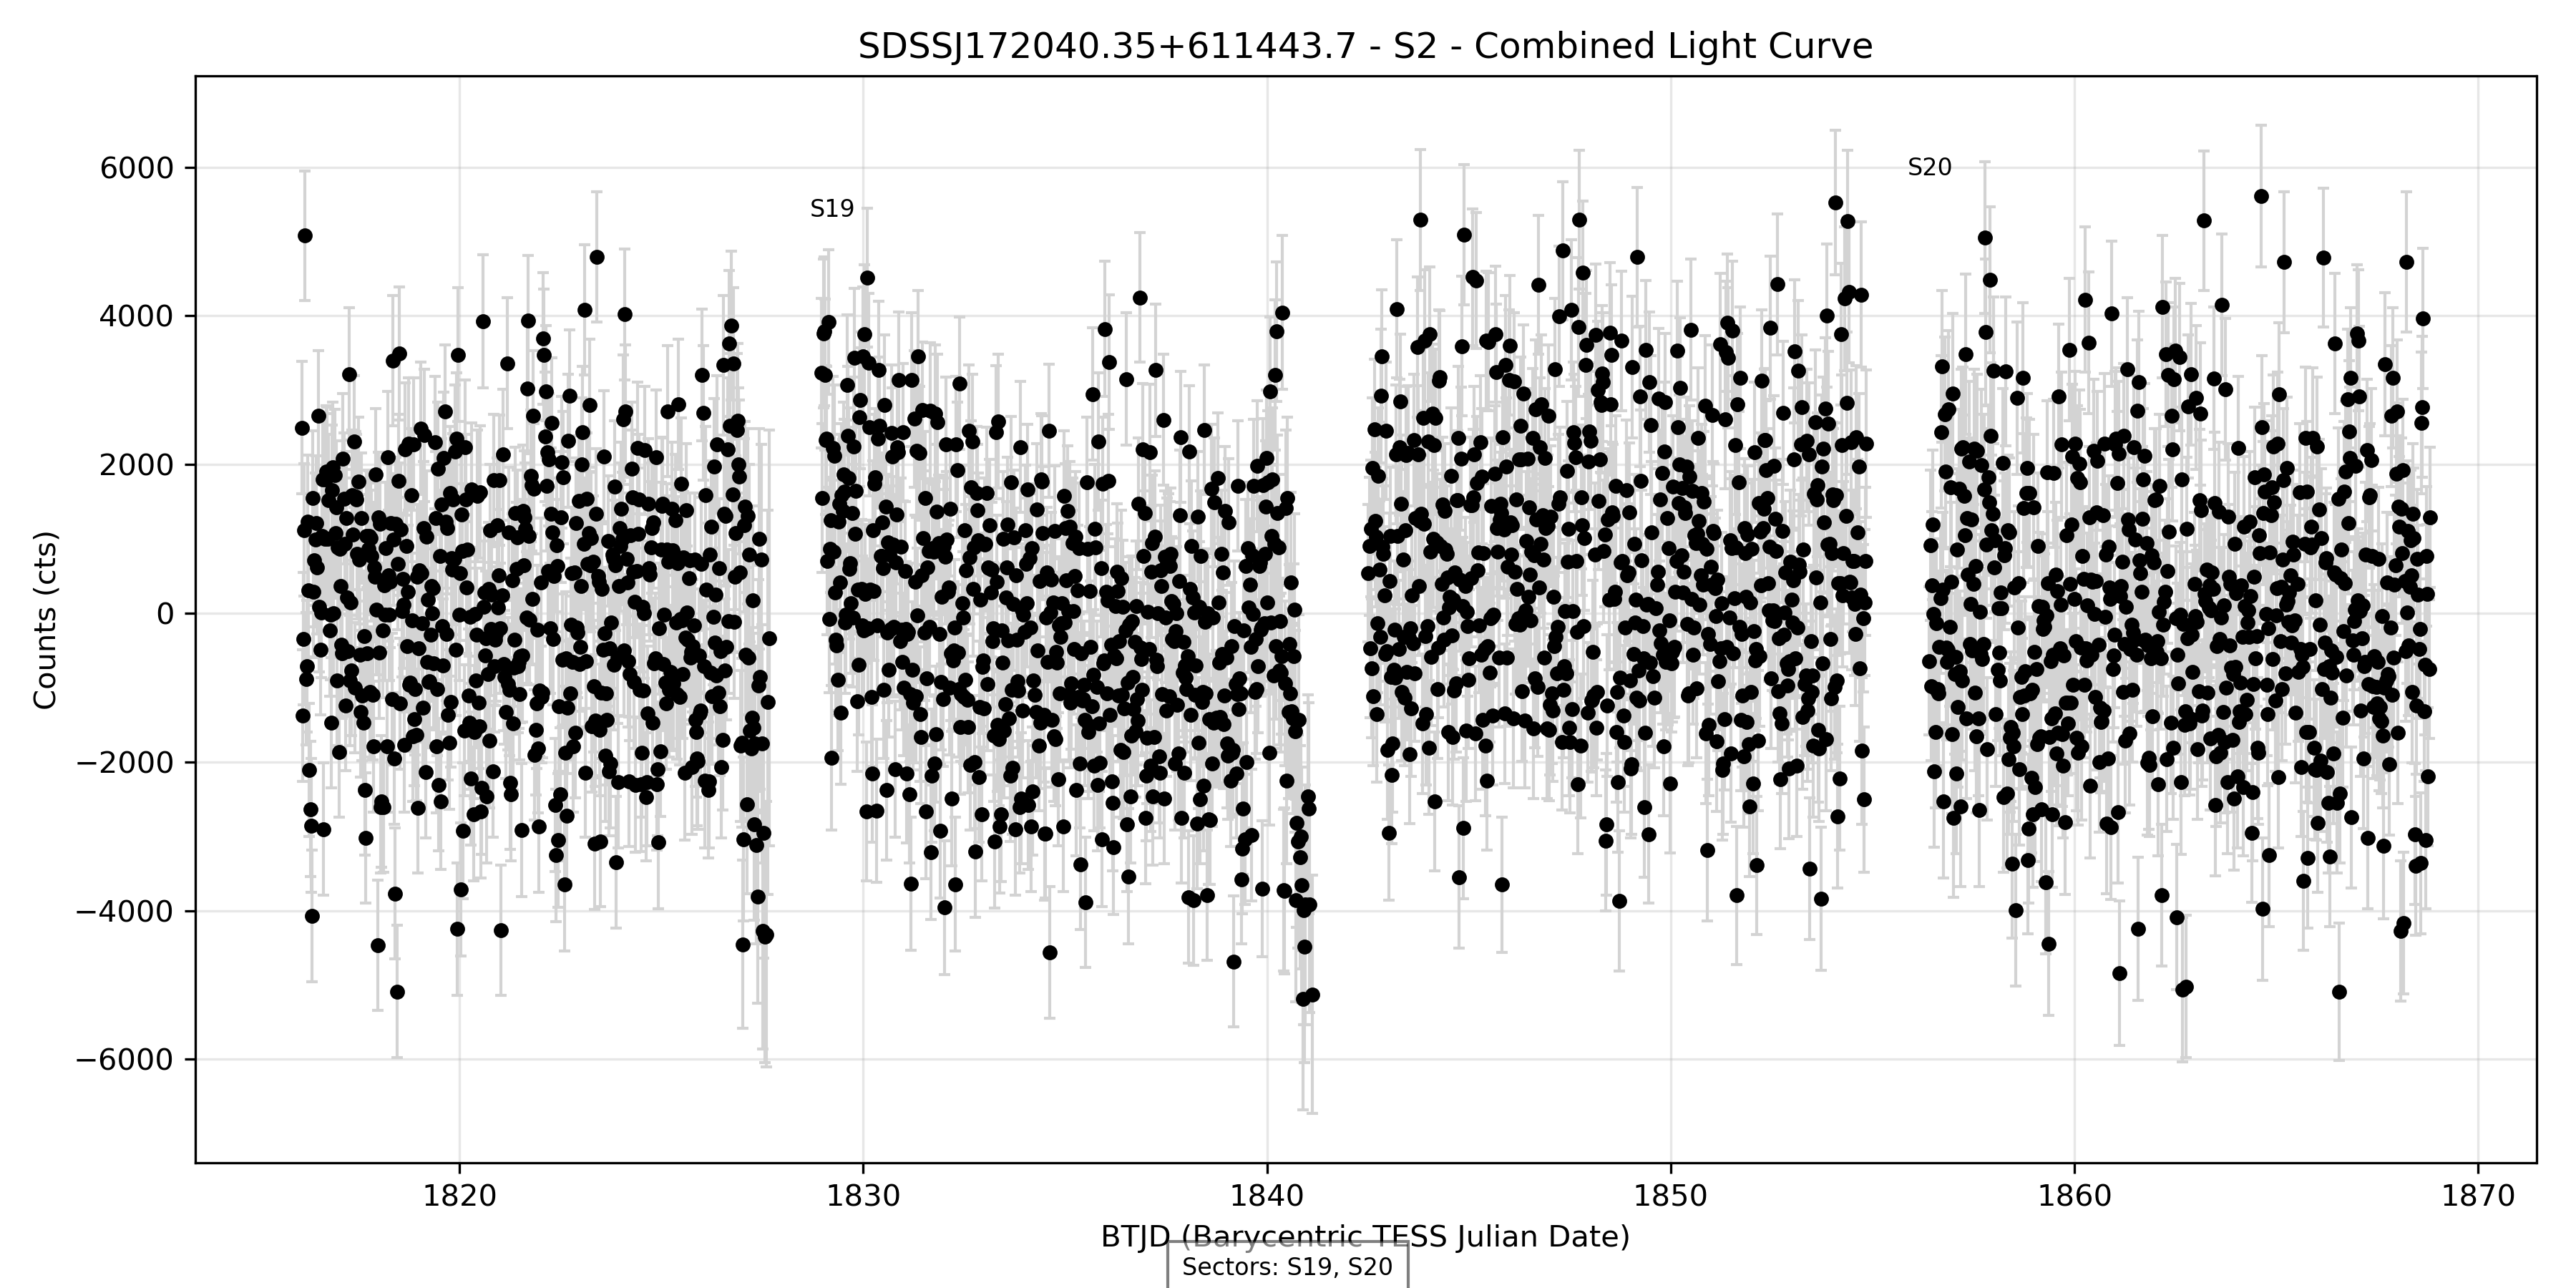 SDSSJ172040.35+611443.7 - S2 - Combined Light Curve
6000
4000
2000
0
−2000
−4000
−6000
Counts (cts)
S19
S20
1820
1830
1840
1850
1860
1870
BTJD (Barycentric TESS Julian Date)
Sectors: S19, S20